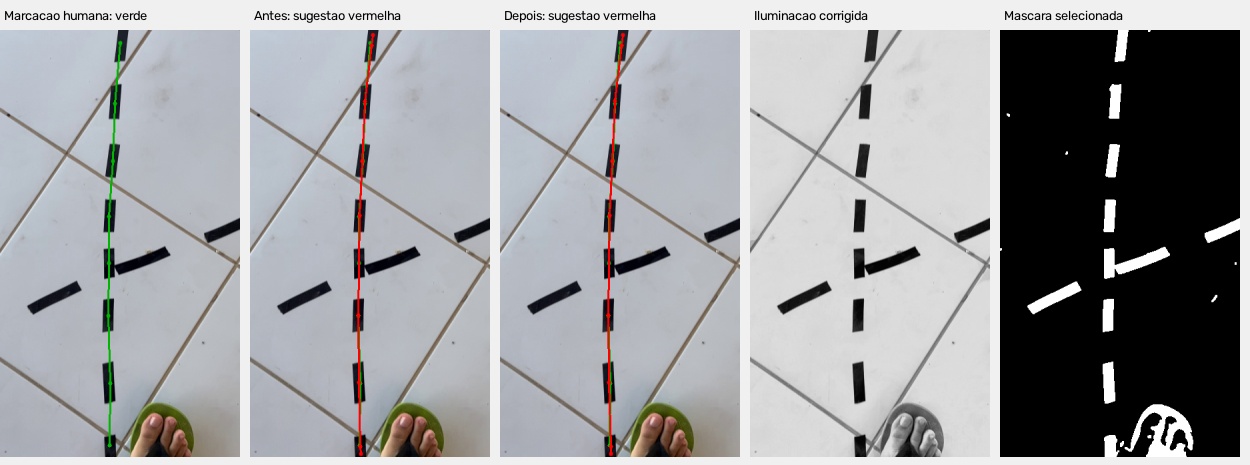 Marcacao humana: verde
Antes: sugestao vermelha
Depois: sugestao vermelha
Iluminacao corrigida
Mascara selecionada